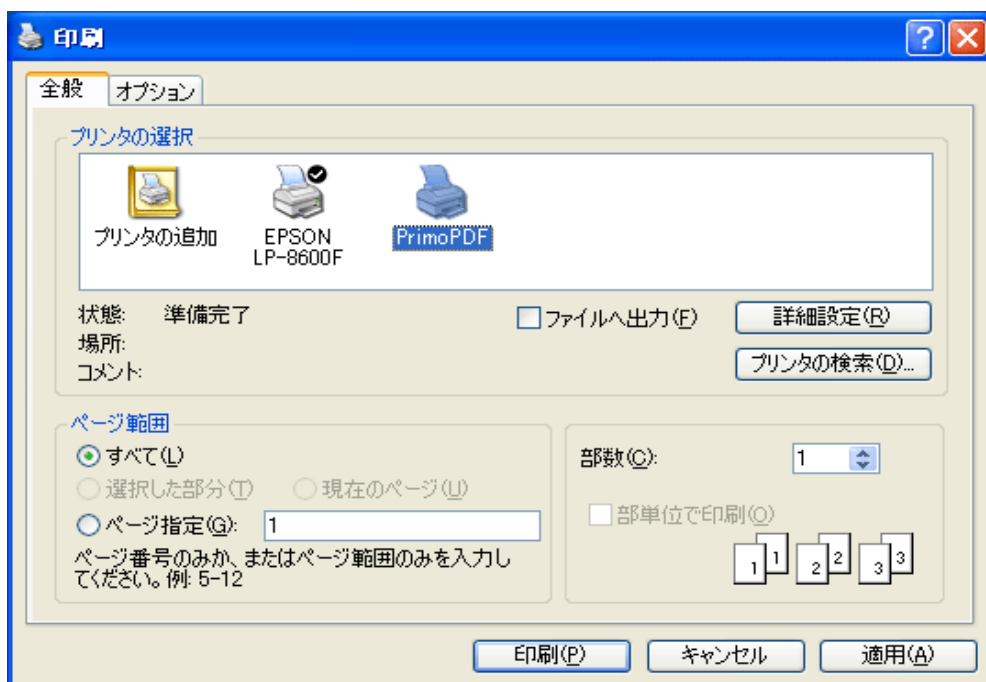 印刷
全般
オプション
プリンタの選択
プリンタの追加
EPSON
LP-8600F
PrimoPDF
状態: 準備完了
場所:
コメント:
ファイルへ出力(F)
詳細設定(R)
プリンタの検索(D)...
ページ範囲
すべて(L)
選択した部分(T) 現在のページ(U)
ページ指定(G): 1
ページ番号のみか、またはページ範囲のみを入力し
てください。例: 5-12
部数(C): 1
部単位で印刷(O)
1 1 2 2 3 3
印刷(P) キャンセル 適用(A)